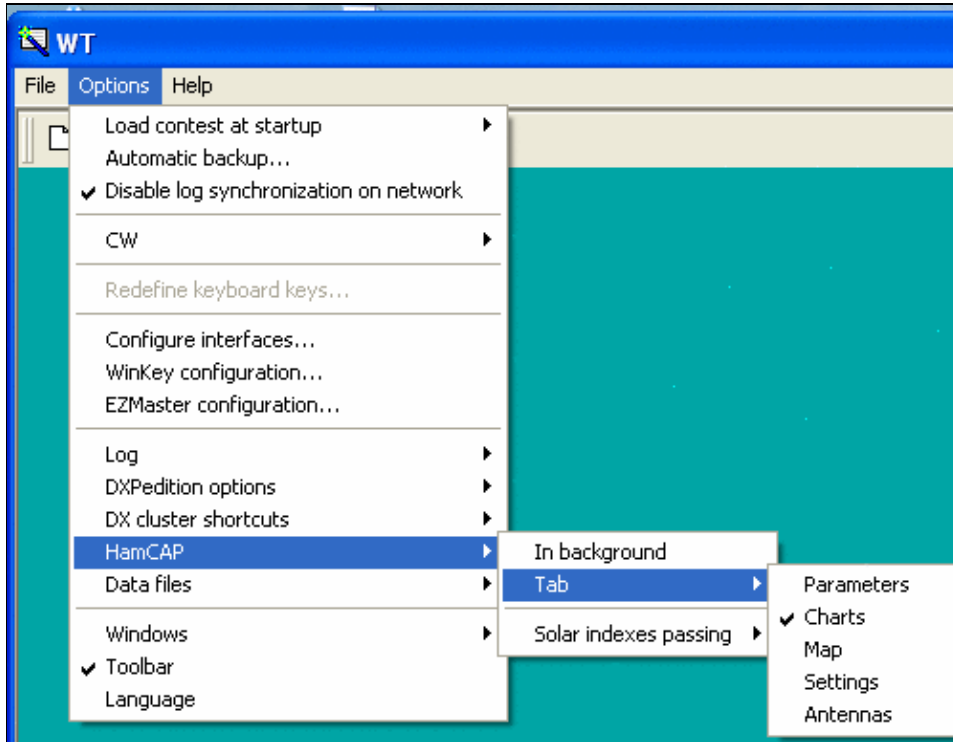 WT
File Options Help
Load contest at startup
Automatic backup...
Disable log synchronization on network
CW
Redefine keyboard keys...
Configure interfaces...
WinKey configuration...
EZMaster configuration...
Log
DXPedition options
DX cluster shortcuts
HamCAP
Data files
Windows
Toolbar
Language
In background
Tab
Solar indexes passing
Parameters
Charts
Map
Settings
Antennas